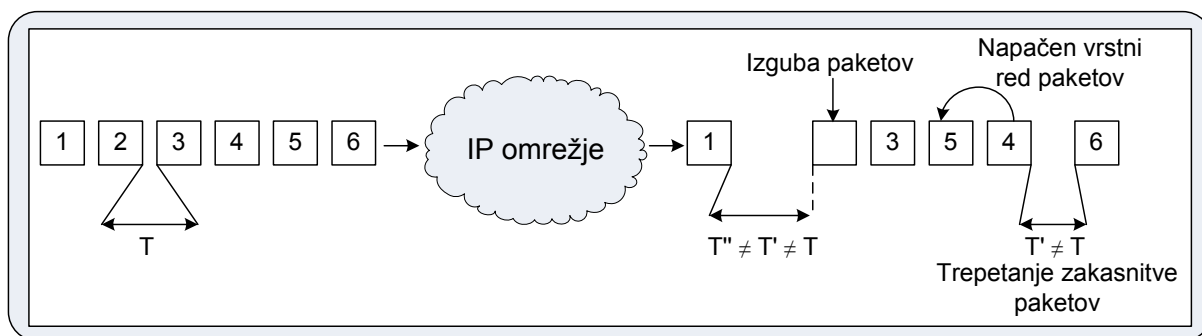 Izguba paketov
Napačen vrstni
red paketov
1 2 3 4 5 6
IP omrežje
1 3 5 4 6
T
T'' ≠ T' ≠ T
T' ≠ T
Trepetanje zakasnitve
paketov